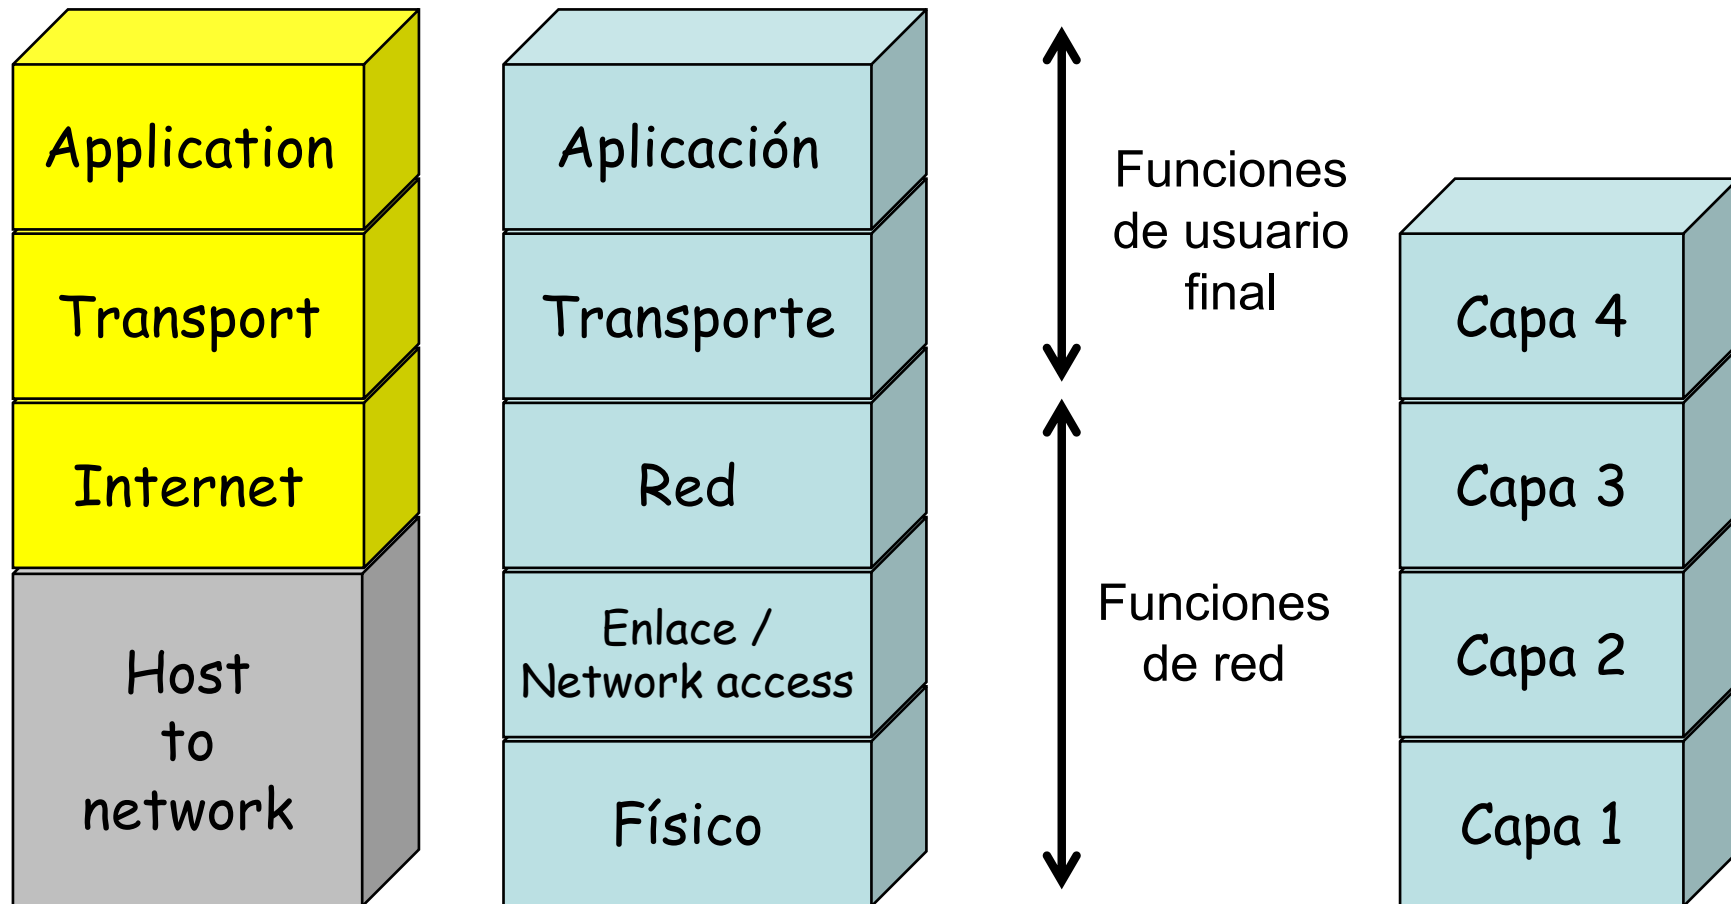 Application
Transport
Internet
Host
to
network
Aplicación
Transporte
Red
Enlace /
Network access
Físico
Funciones
de usuario
final
Funciones
de red
Capa 4
Capa 3
Capa 2
Capa 1